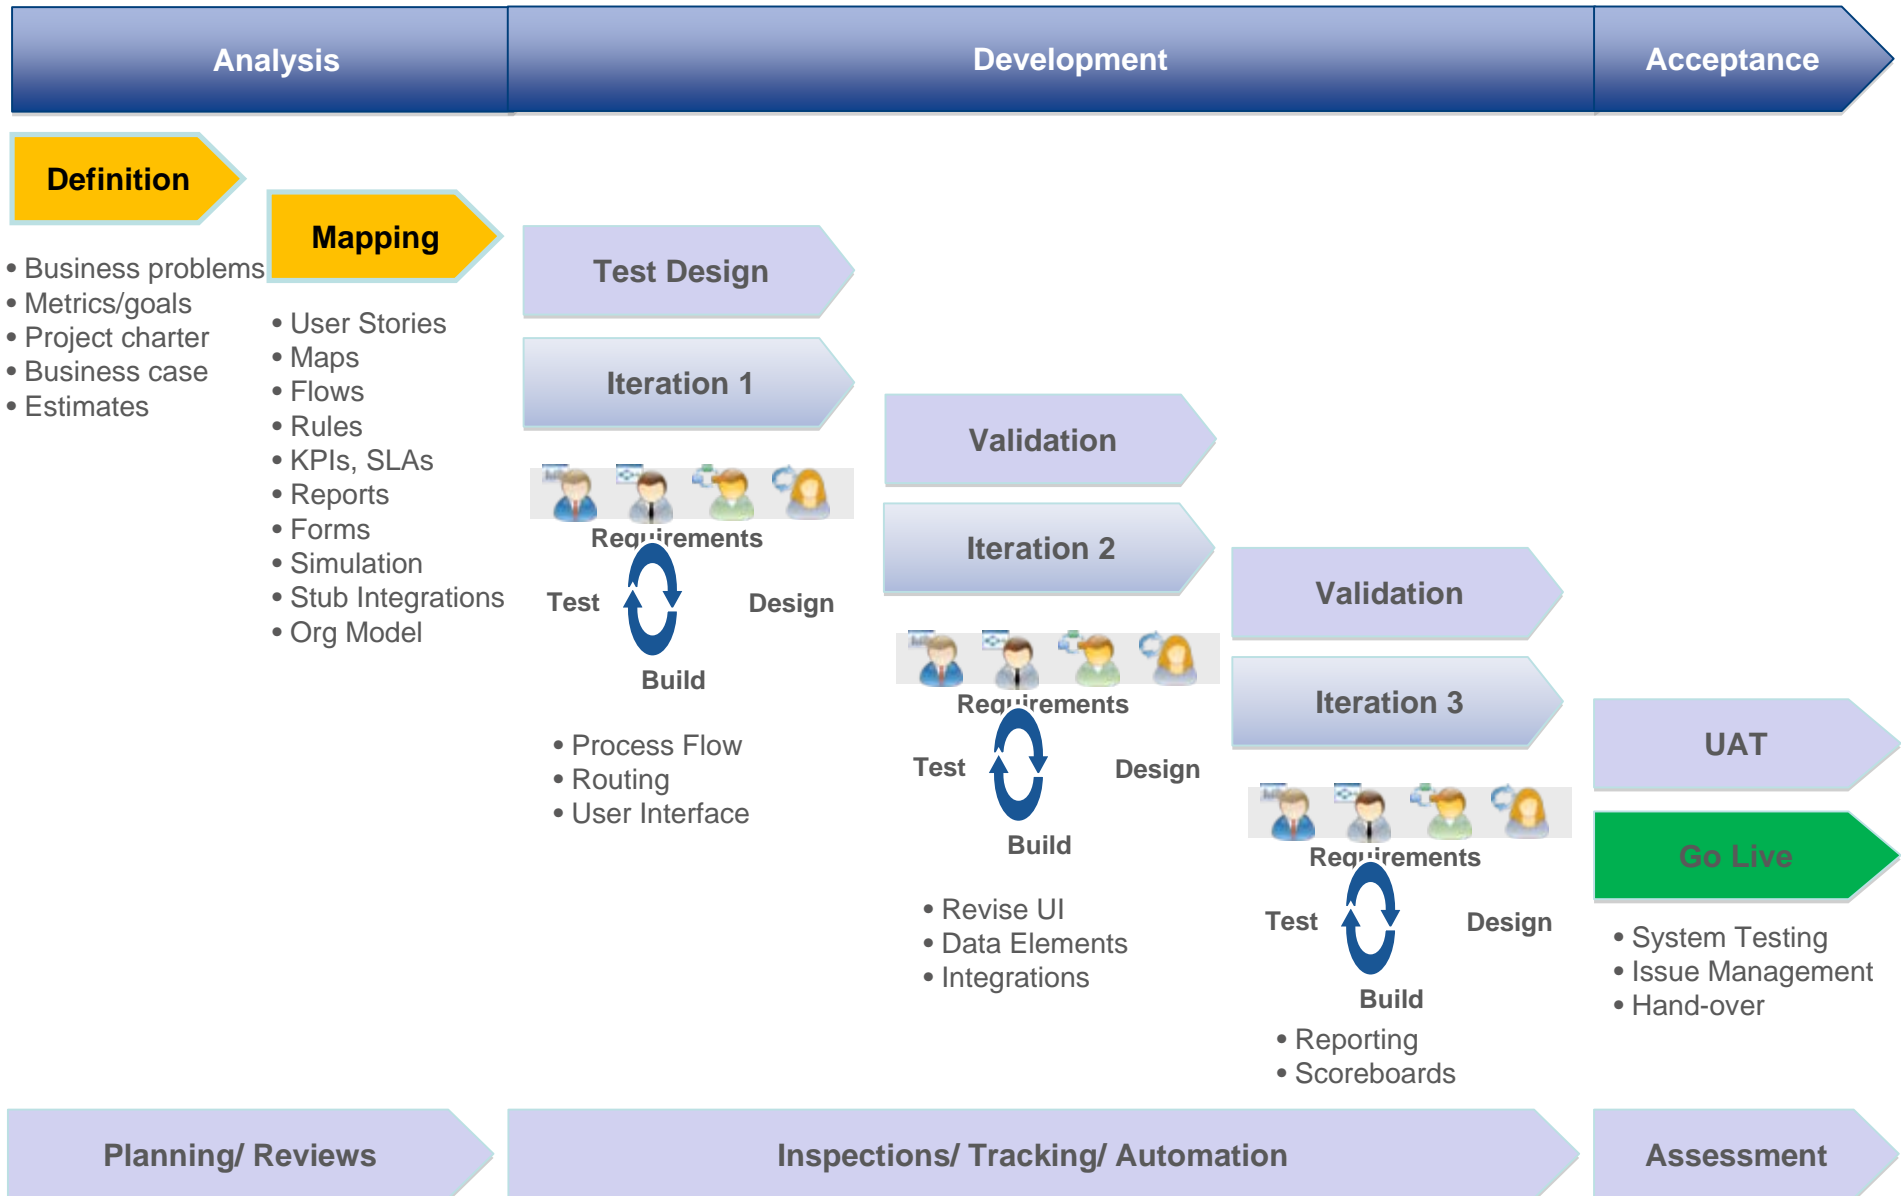 Analysis
Development
Acceptance
Definition
• Business problems
• Metrics/goals
• Project charter
• Business case
• Estimates
Mapping
• User Stories
• Maps
• Flows
• Rules
• KPIs, SLAs
• Reports
• Forms
• Simulation
• Stub Integrations
• Org Model
Test Design
Iteration 1
Requirements
Test
Design
Build
• Process Flow
• Routing
• User Interface
Validation
Iteration 2
Requirements
Test
Design
Build
• Revise UI
• Data Elements
• Integrations
Validation
Iteration 3
Requirements
Test
Design
Build
• Reporting
• Scoreboards
UAT
Go Live
• System Testing
• Issue Management
• Hand-over
Planning/ Reviews
Inspections/ Tracking/ Automation
Assessment